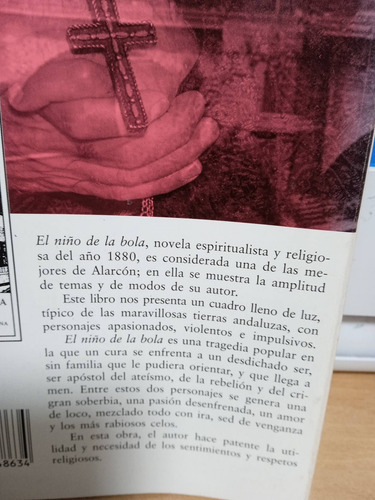 El niño de la bola, novela espiritualista y religio-
sa del año 1880, es considerada una de las me-
jores de Alarcón; en ella se muestra la amplitud
de temas y de modos de su autor.
Este libro nos presenta un cuadro lleno de luz,
típico de las maravillosas tierras andaluzas, con
personajes apasionados, violentos e impulsivos.
El niño de la bola es una tragedia popular en
la que un cura se enfrenta a un desdichado ser,
sin familia que le pudiera orientar, y que llega a
ser apóstol del ateísmo, de la rebelión y del cri-
men. Entre estos dos personajes se genera una
gran soberbia, una pasión desenfrenada, un amor
de loco, mezclado todo con ira, sed de venganza
y los más rabiosos celos.
En esta obra, el autor hace patente la uti-
lidad y necesidad de los sentimientos y respetos
religiosos.
A
NA
68634